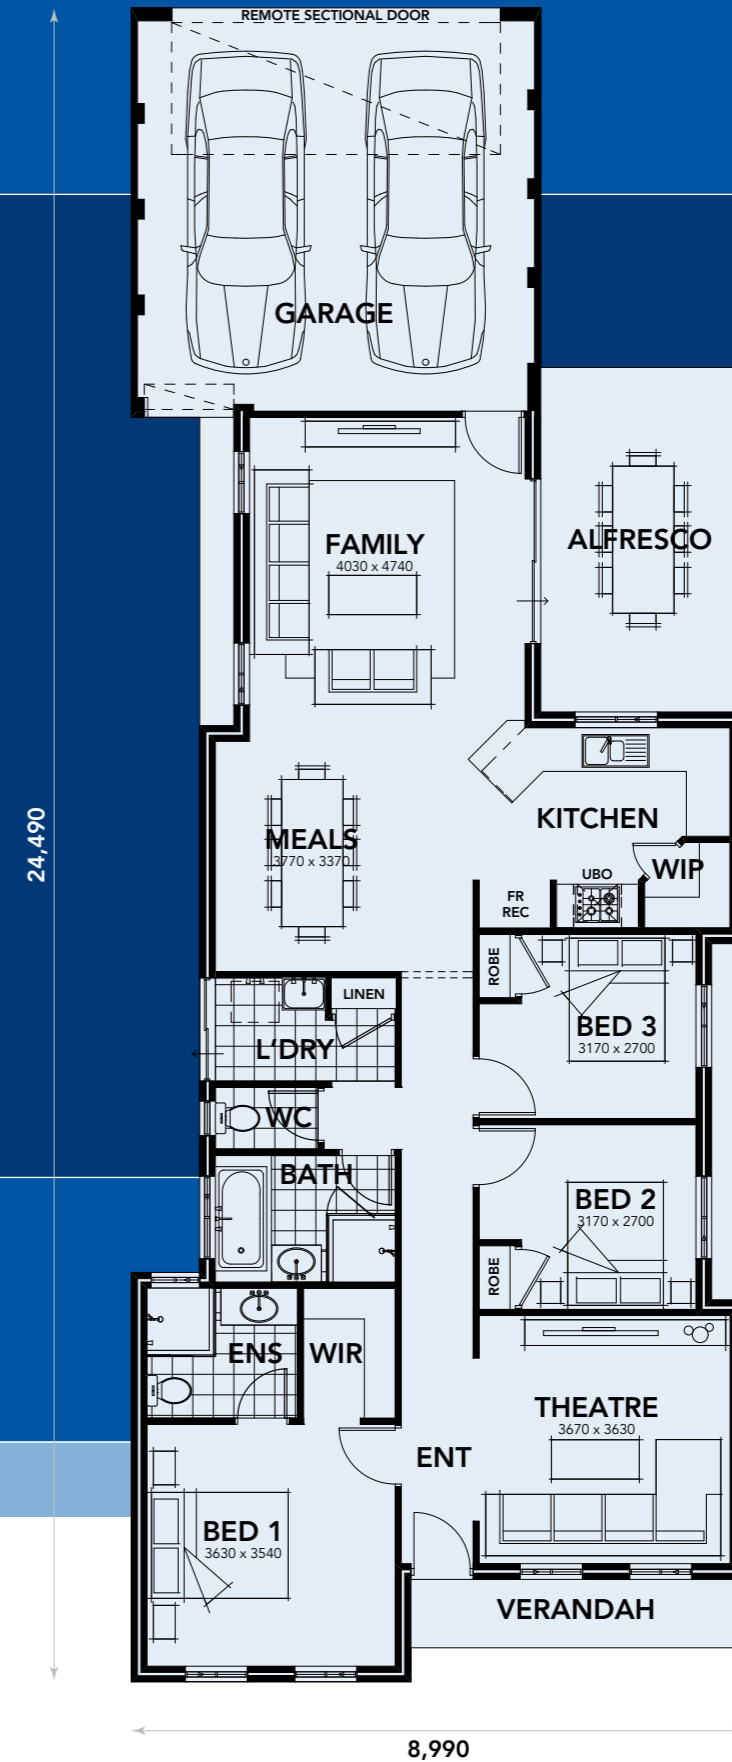 REMOTE SECTIONAL DOOR
GARAGE
FAMILY
4030 x 4740
ALFRESCO
24,490
KITCHEN
MEALS
3770 x 3370
WIP
UBO
FR
REC
ROBE
LINEN
BED 3
3170 x 2700
L'DRY
WC
BATH
BED 2
3170 x 2700
ROBE
ENS
WIR
THEATRE
3670 x 3630
ENT
BED 1
3630 x 3540
VERANDAH
8,990